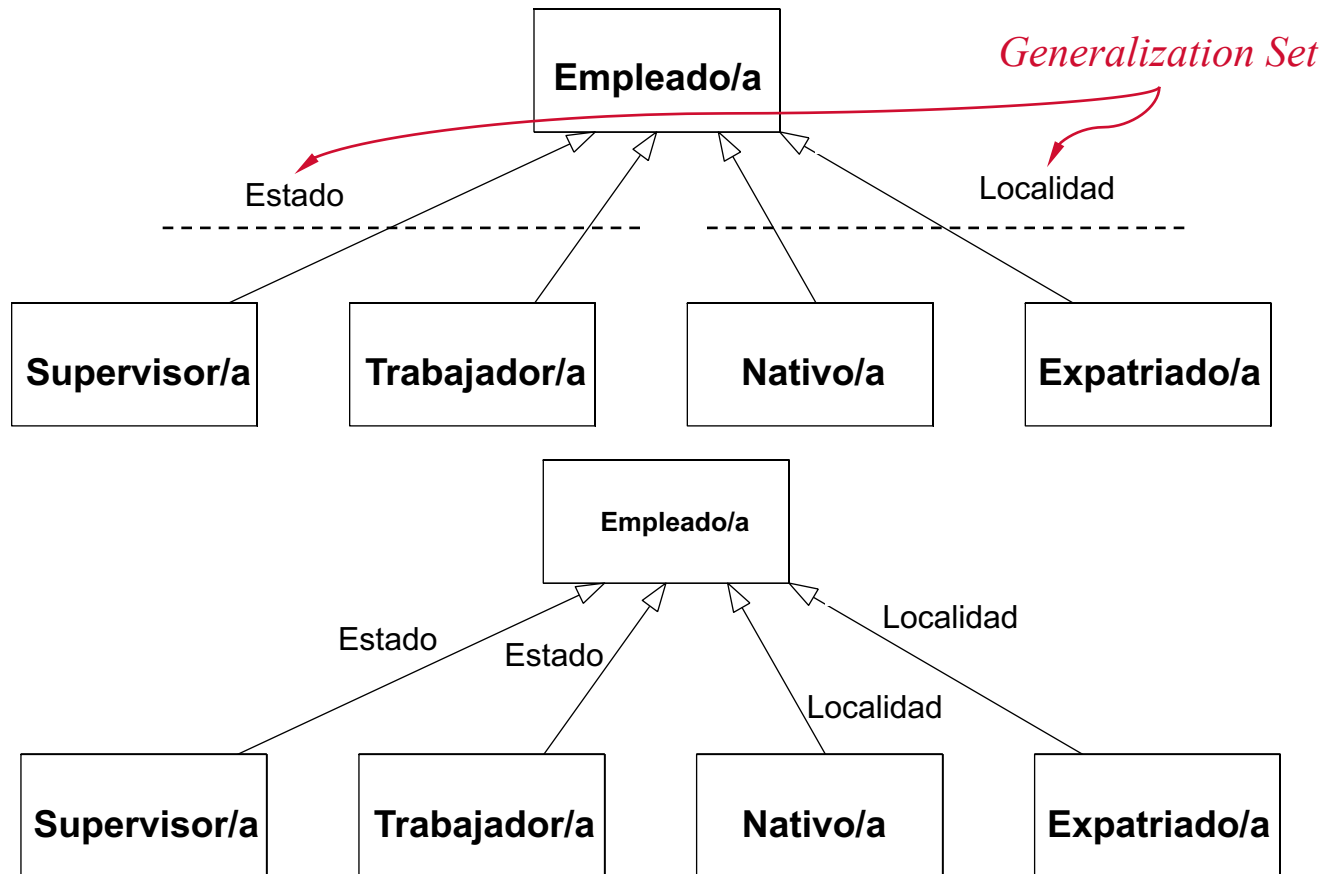 Generalization Set
Empleado/a
Estado
Localidad
Supervisor/a
Trabajador/a
Nativo/a
Expatriado/a
Empleado/a
Localidad
Estado
Estado
Localidad
Supervisor/a
Trabajador/a
Nativo/a
Expatriado/a